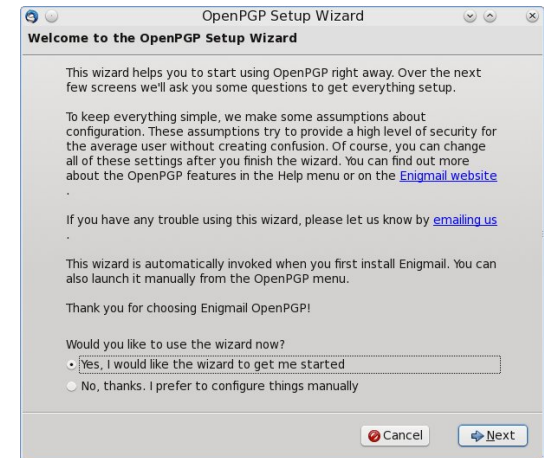 OpenPGP Setup Wizard
Welcome to the OpenPGP Setup Wizard
This wizard helps you to start using OpenPGP right away. Over the next
few screens we'll ask you some questions to get everything setup.
To keep everything simple, we make some assumptions about
configuration. These assumptions try to provide a high level of security for
the average user without creating confusion. Of course, you can change
all of these settings after you finish the wizard. You can find out more
about the OpenPGP features in the Help menu or on the Enigmail website
.
If you have any trouble using this wizard, please let us know by emailing us
.
This wizard is automatically invoked when you first install Enigmail. You can
also launch it manually from the OpenPGP menu.
Thank you for choosing Enigmail OpenPGP!
Would you like to use the wizard now?
Yes, I would like the wizard to get me started
No, thanks. I prefer to configure things manually
Cancel Next